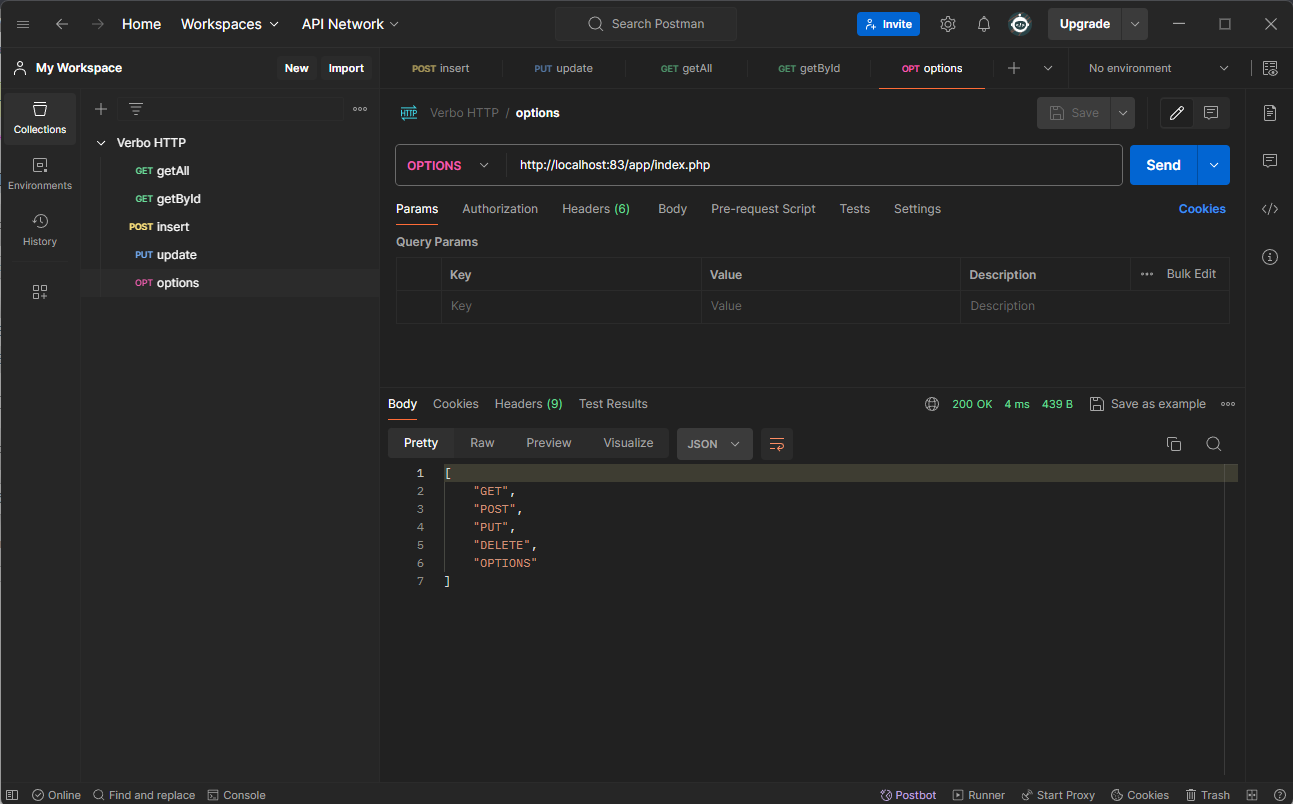 Home Workspaces API Network Search Postman Invite Upgrade
My Workspace New Import POST insert PUT update GET getAll GET getById OPT options No environment
Collections
Environments
History
Verbo HTTP
GET getAll
GET getById
POST insert
PUT update
OPT options
HTTP Verbo HTTP / options Save
OPTIONS http://localhost:83/app/index.php Send
Params Authorization Headers (6) Body Pre-request Script Tests Settings Cookies
Query Params
Key Value Description Bulk Edit
Key Value Description
Body Cookies Headers (9) Test Results 200 OK 4 ms 439 B Save as example
Pretty Raw Preview Visualize JSON
1 [
2 "GET",
3 "POST",
4 "PUT",
5 "DELETE",
6 "OPTIONS"
7 ]
Online Find and replace Console Postbot Runner Start Proxy Cookies Trash